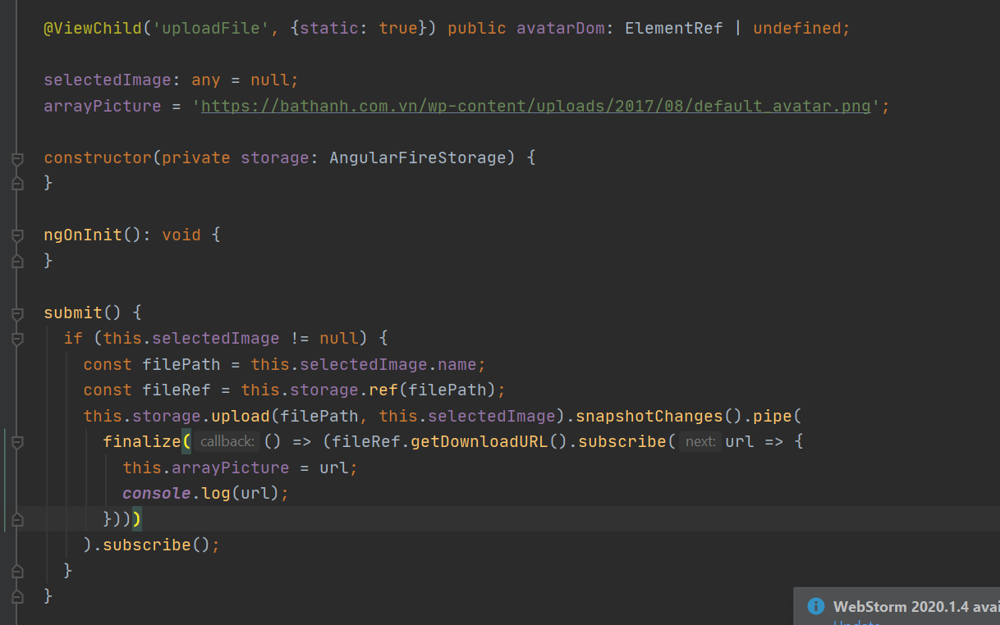 @ViewChild('uploadFile', {static: true}) public avatarDom: ElementRef | undefined;
selectedImage: any = null;
arrayPicture = 'https://bathanh.com.vn/wp-content/uploads/2017/08/default_avatar.png';
constructor(private storage: AngularFireStorage) {
}
ngOnInit(): void {
}
submit() {
if (this.selectedImage != null) {
const filePath = this.selectedImage.name;
const fileRef = this.storage.ref(filePath);
this.storage.upload(filePath, this.selectedImage).snapshotChanges().pipe(
finalize( callback: () => (fileRef.getDownloadURL().subscribe( next: url => {
this.arrayPicture = url;
console.log(url);
})))
).subscribe();
}
}
WebStorm 2020.1.4 avai
Update